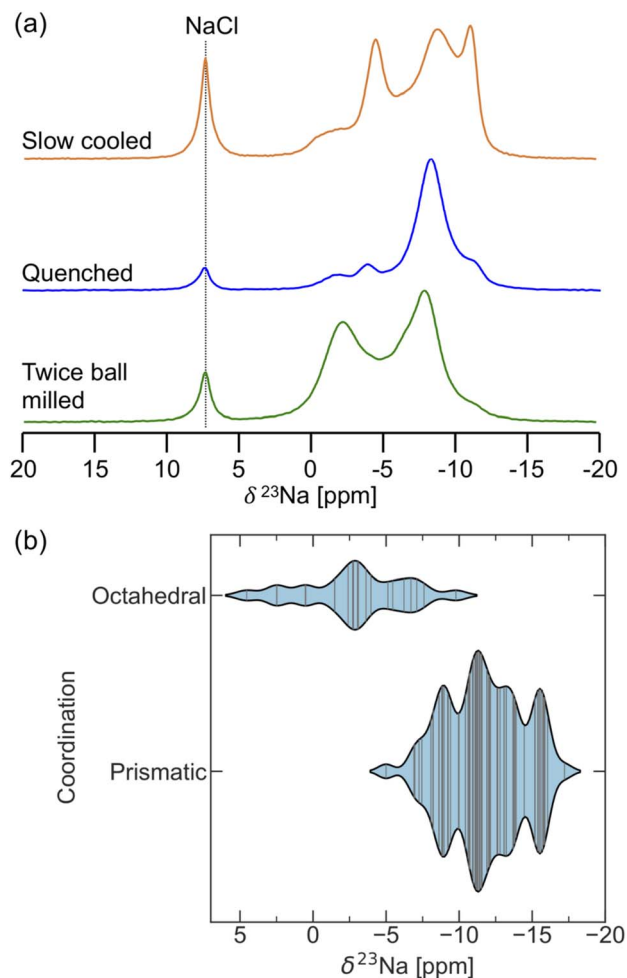 (a)
NaCl
Slow cooled
Quenched
Twice ball
milled
20 15 10 5 0 -5 -10 -15 -20
δ ²³Na [ppm]
(b)
Octahedral
Prismatic
Coordination
5 0 −5 −10 −15 −20
δ²³Na [ppm]